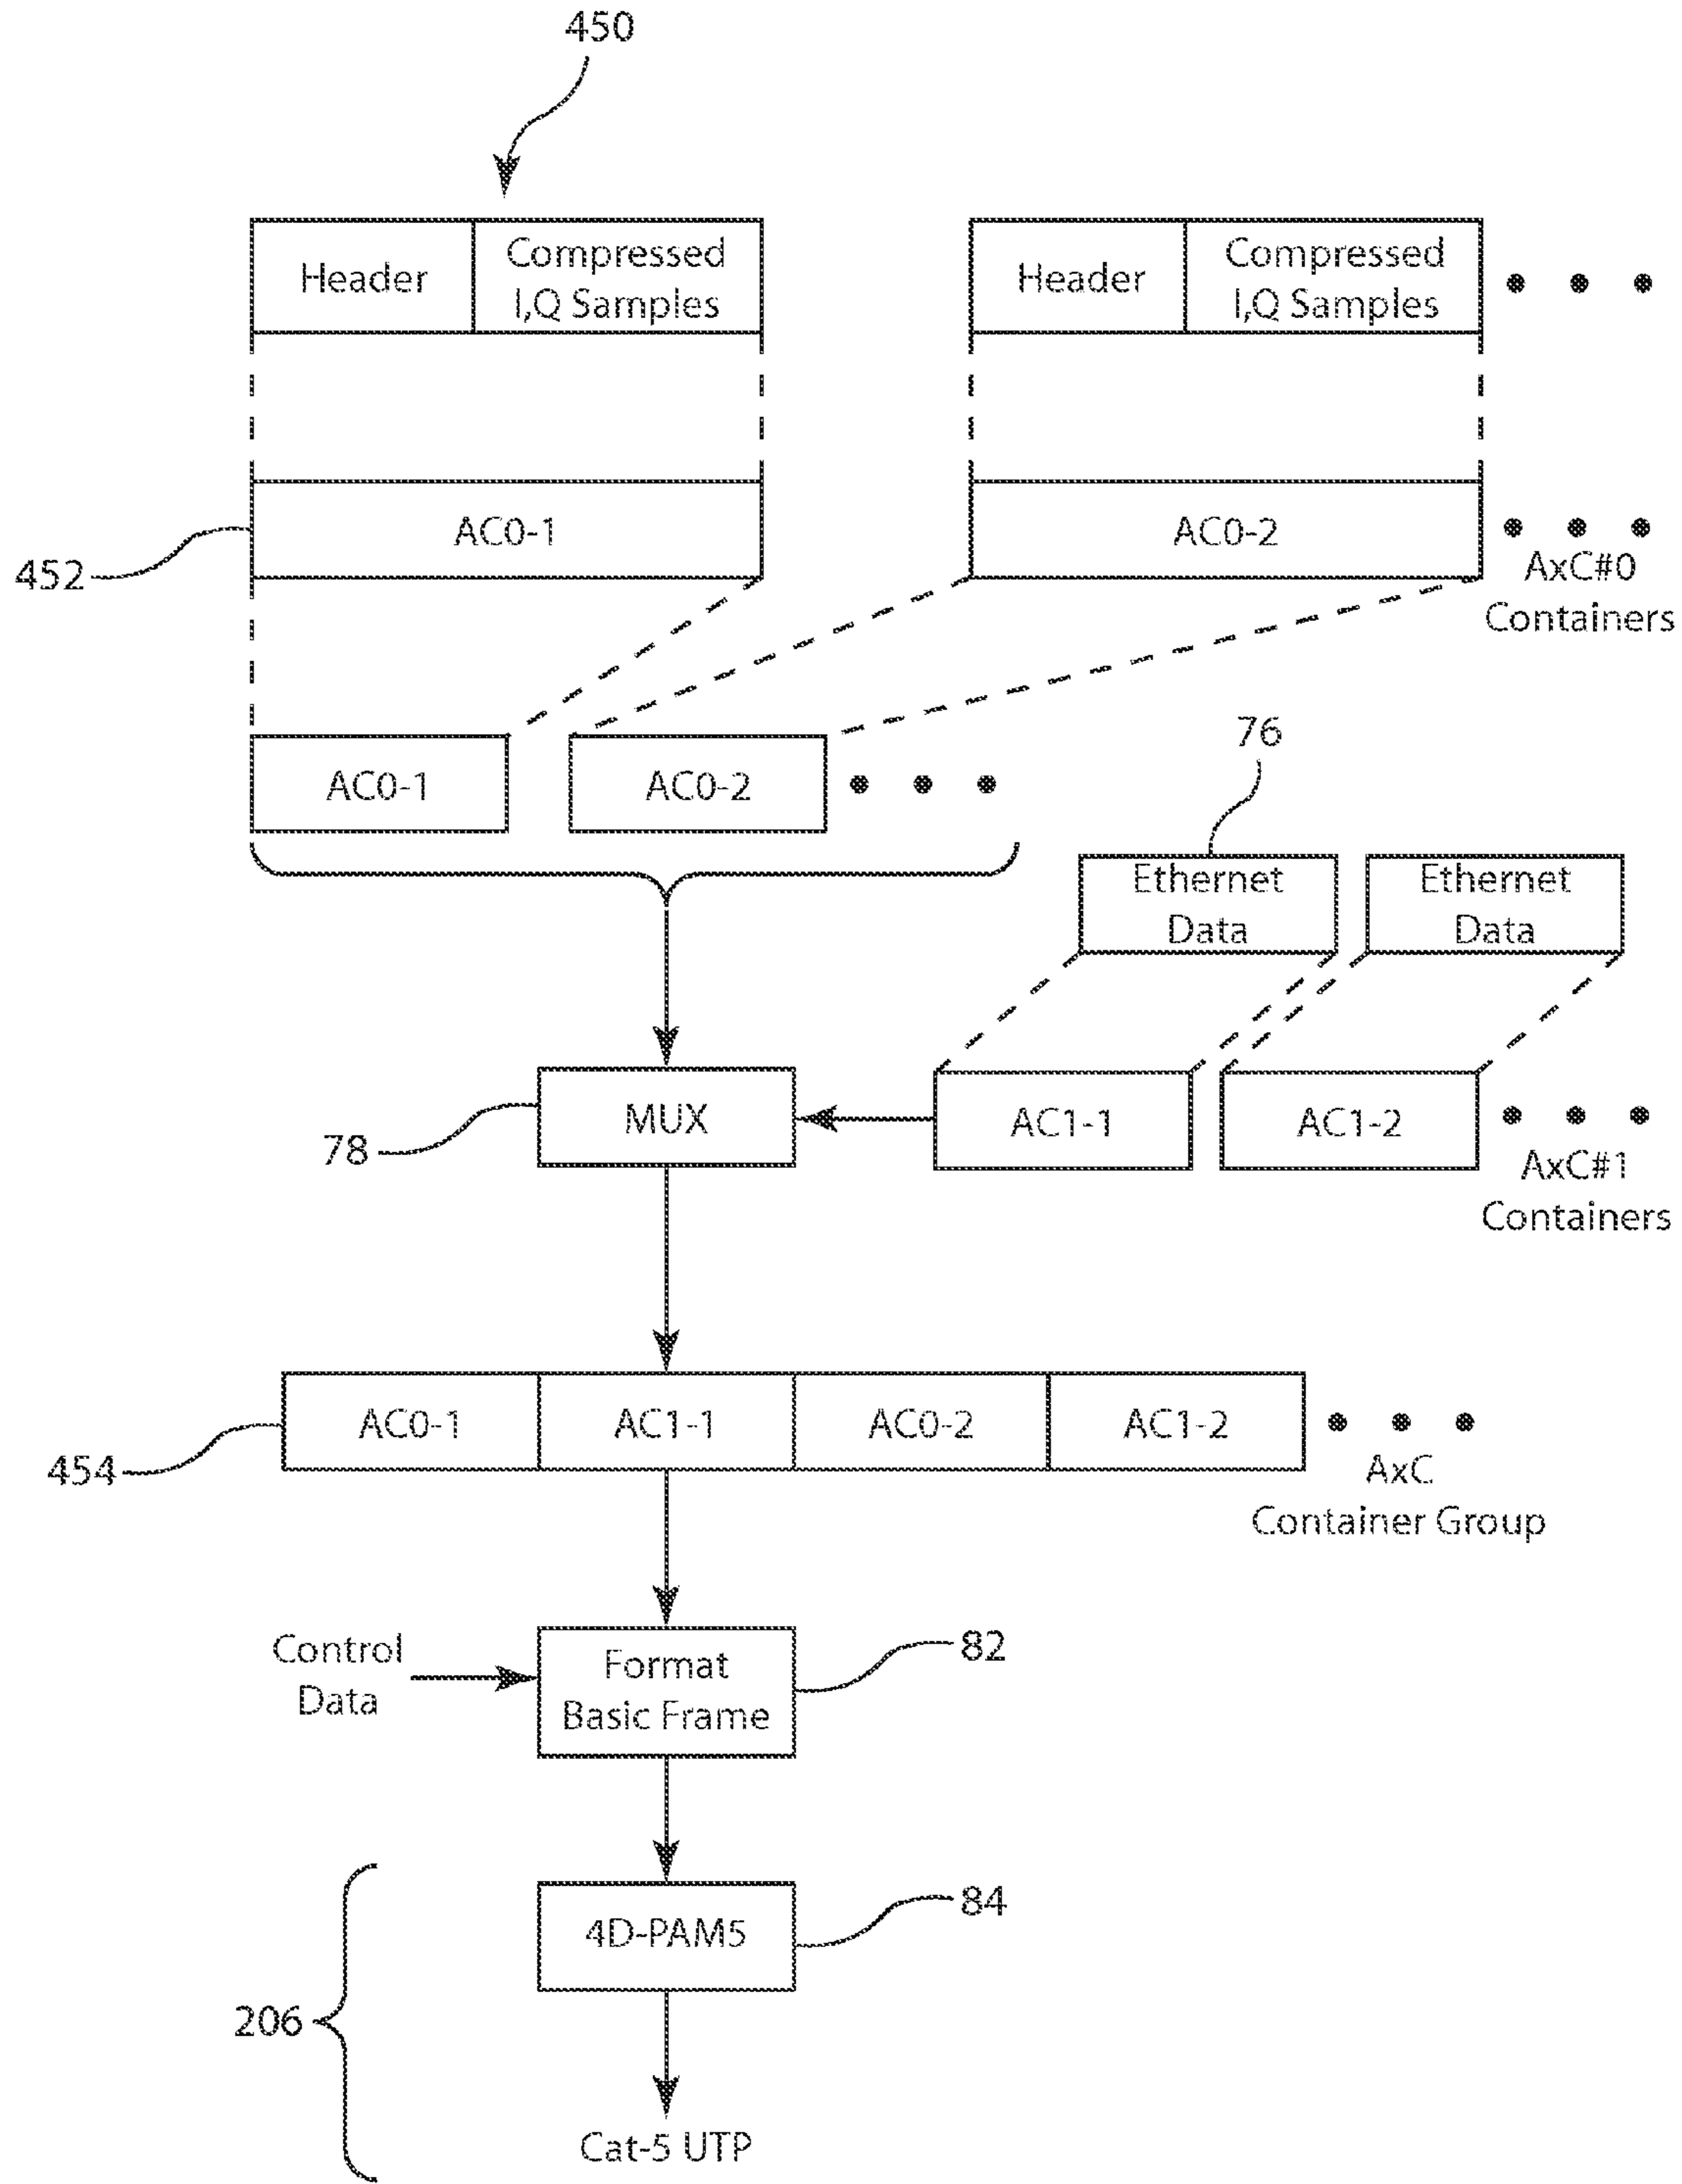 450
Header
Compressed
I,Q Samples
Header
Compressed
I,Q Samples
452
AC0-1
AC0-2
AxC#0
Containers
AC0-1
AC0-2
76
Ethernet
Data
Ethernet
Data
78
MUX
AC1-1
AC1-2
AxC#1
Containers
454
AC0-1
AC1-1
AC0-2
AC1-2
AxC
Container Group
Control
Data
Format
Basic Frame
82
206
4D-PAM5
84
Cat-5 UTP